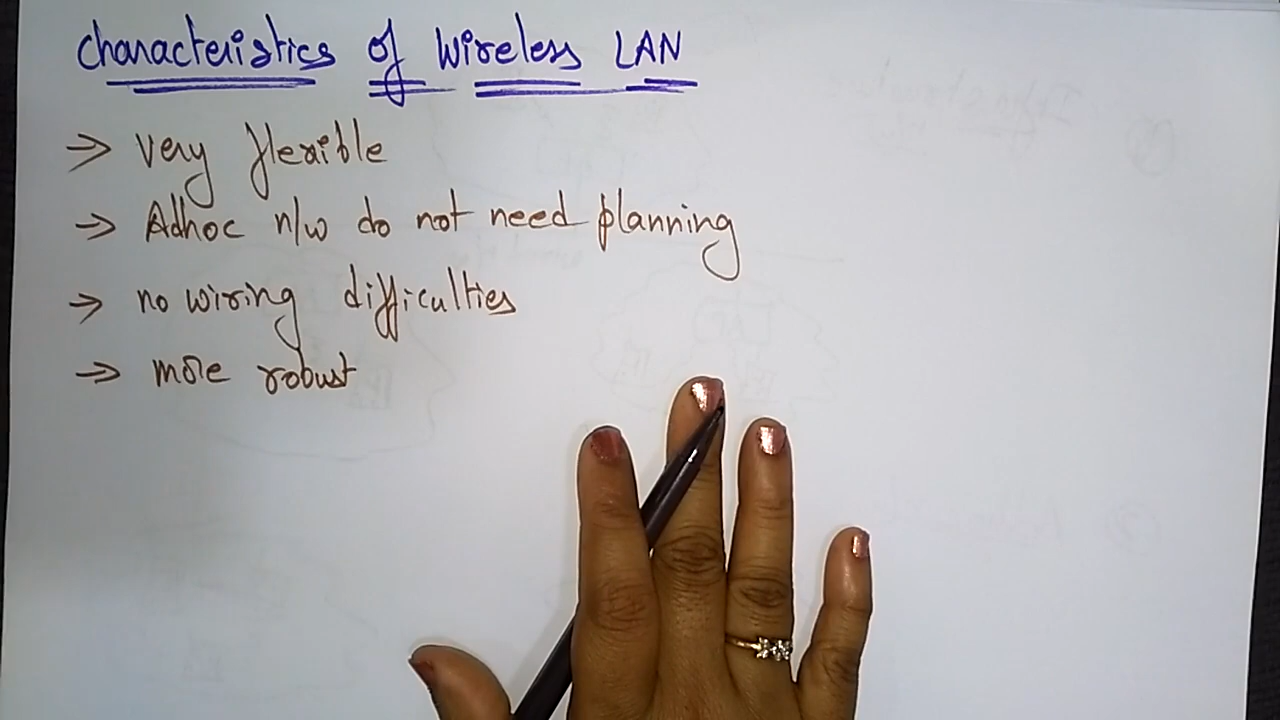 Characteristics of Wireless LAN
⇒ Very flexible
⇒ Adhoc n/w do not need planning
⇒ no wiring difficulties
⇒ more robust